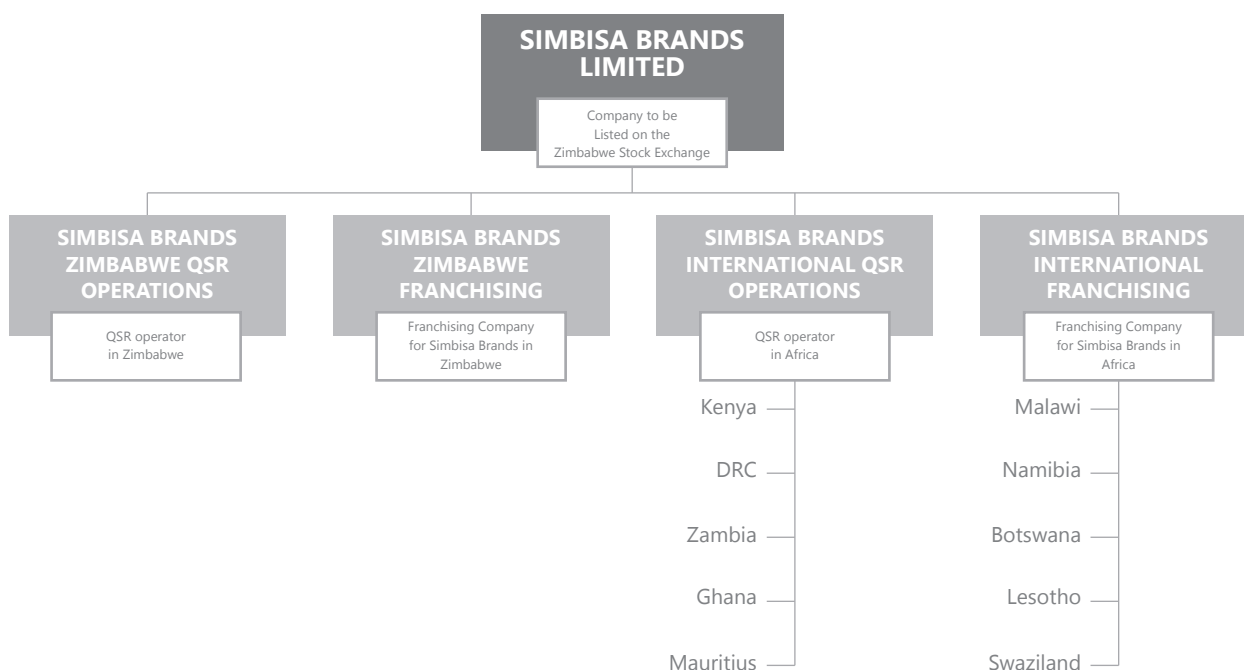 SIMBISA BRANDS
LIMITED
Company to be
Listed on the
Zimbabwe Stock Exchange
SIMBISA BRANDS
ZIMBABWE QSR
OPERATIONS
QSR operator
in Zimbabwe
SIMBISA BRANDS
ZIMBABWE
FRANCHISING
Franchising Company
for Simbisa Brands in
Zimbabwe
SIMBISA BRANDS
INTERNATIONAL QSR
OPERATIONS
QSR operator
in Africa
Kenya
DRC
Zambia
Ghana
Mauritius
SIMBISA BRANDS
INTERNATIONAL
FRANCHISING
Franchising Company
for Simbisa Brands in
Africa
Malawi
Namibia
Botswana
Lesotho
Swaziland